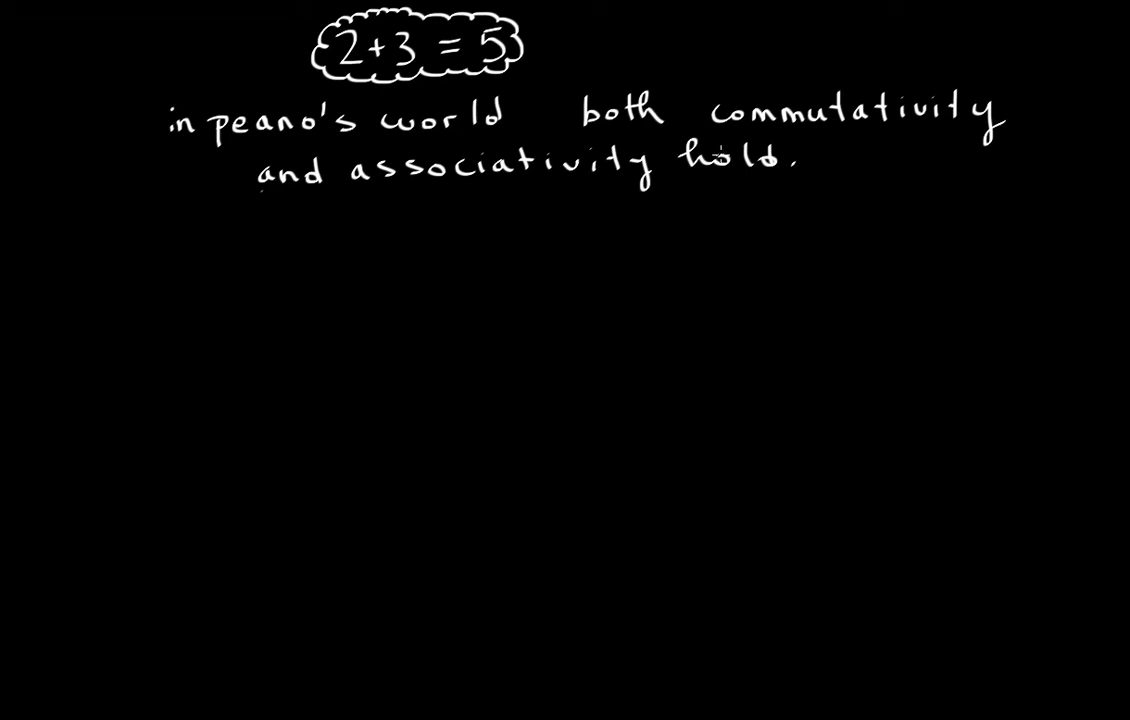 2+3 = 5
in peano's world both commutativity
and associativity hold.